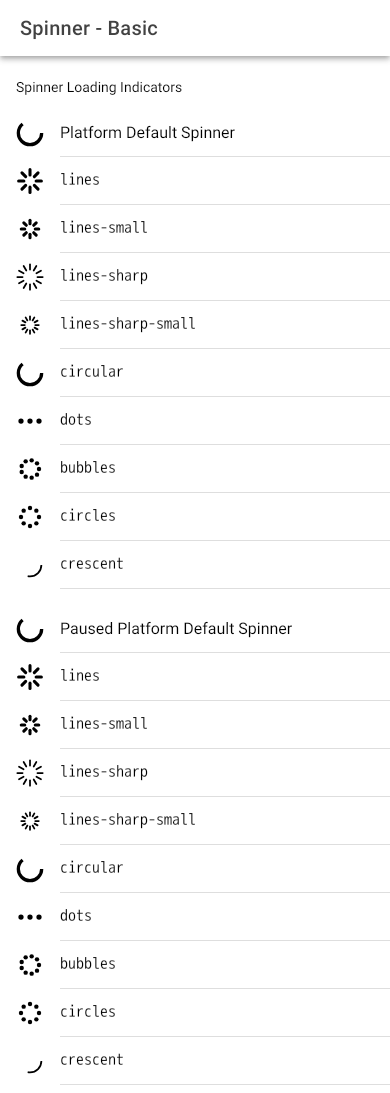 Spinner - Basic
Spinner Loading Indicators
Platform Default Spinner
lines
lines-small
lines-sharp
lines-sharp-small
circular
dots
bubbles
circles
crescent
Paused Platform Default Spinner
lines
lines-small
lines-sharp
lines-sharp-small
circular
dots
bubbles
circles
crescent